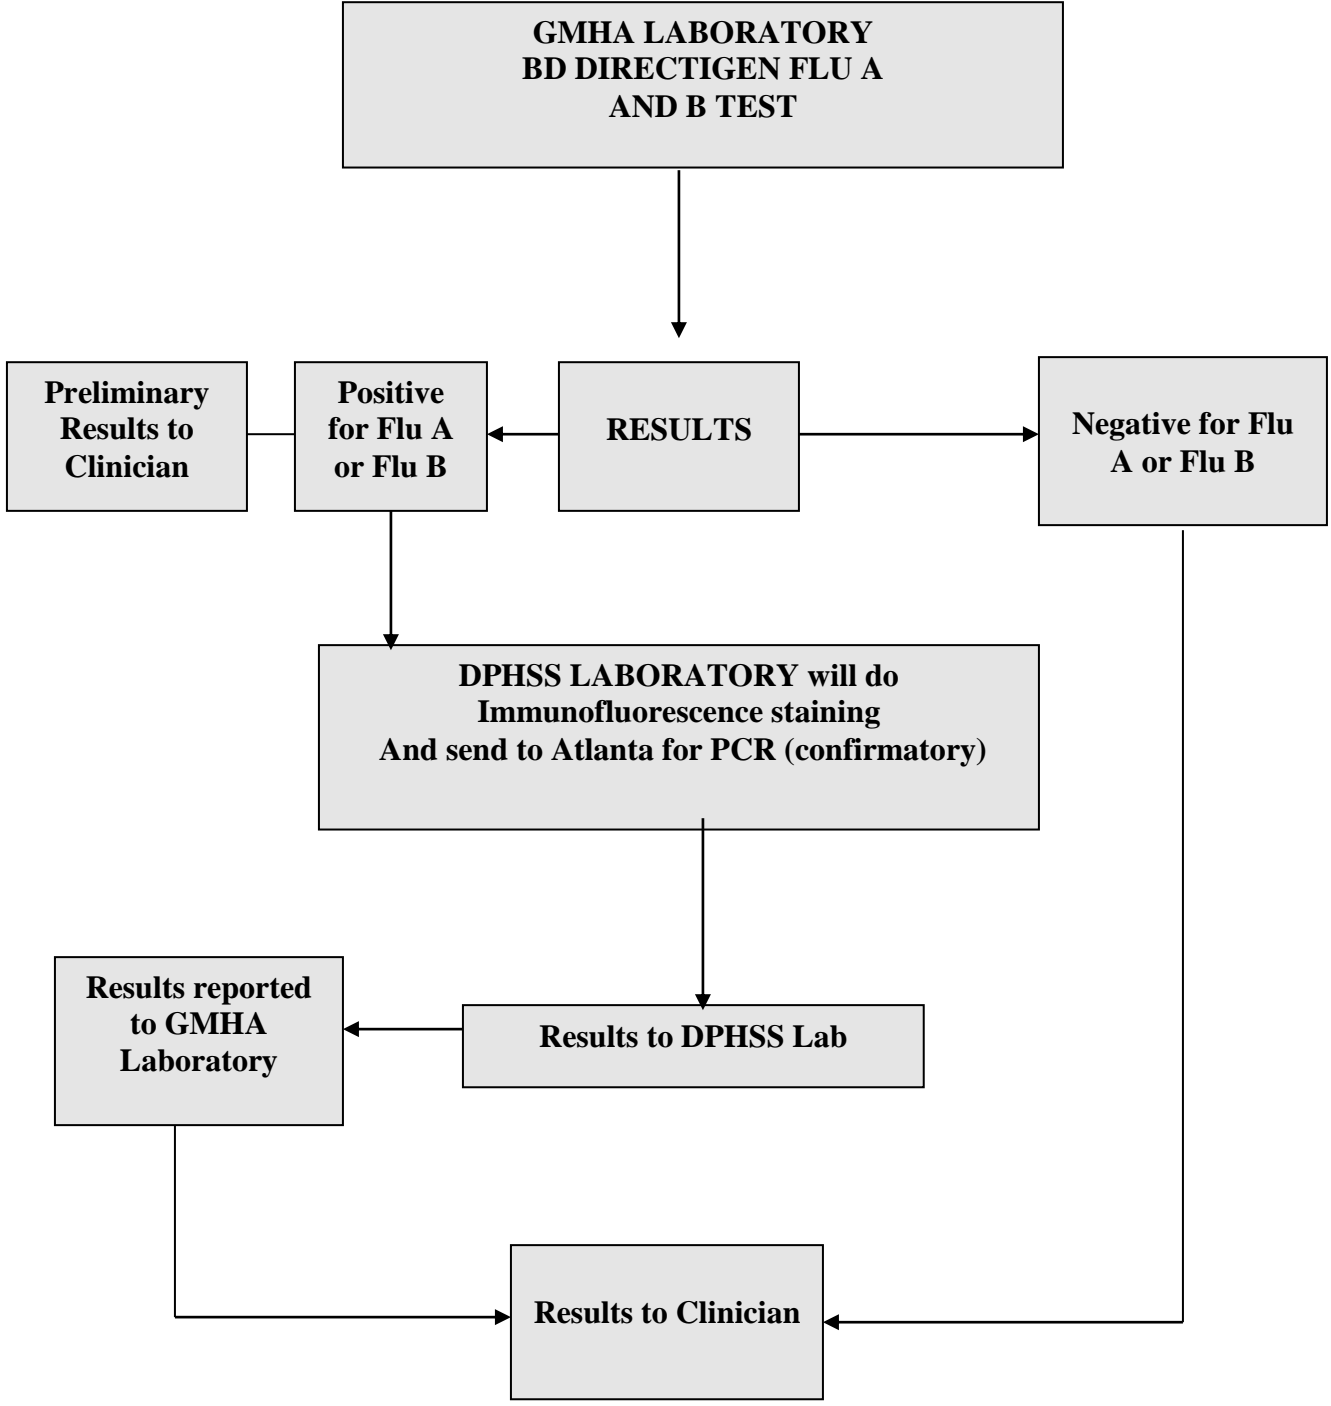 GMHA LABORATORY
BD DIRECTIGEN FLU A
AND B TEST
Preliminary
Results to
Clinician
Positive
for Flu A
or Flu B
RESULTS
Negative for Flu
A or Flu B
DPHSS LABORATORY will do
Immunofluorescence staining
And send to Atlanta for PCR (confirmatory)
Results reported
to GMHA
Laboratory
Results to DPHSS Lab
Results to Clinician